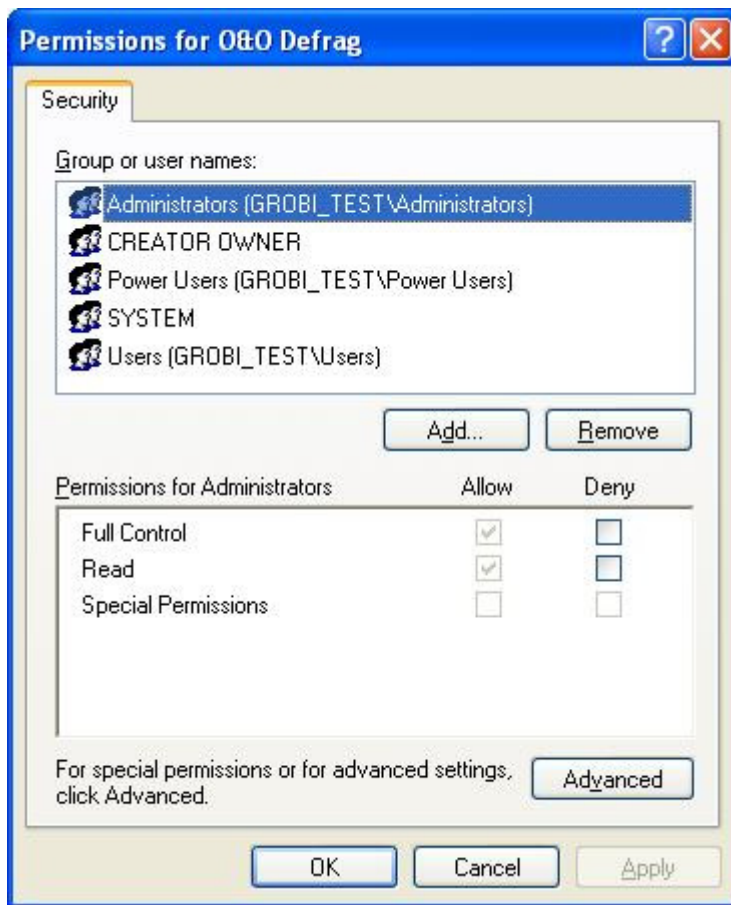 Permissions for O&O Defrag
Security
Group or user names:
Administrators (GROBI_TEST\Administrators)
CREATOR OWNER
Power Users (GROBI_TEST\Power Users)
SYSTEM
Users (GROBI_TEST\Users)
Add... Remove
Permissions for Administrators Allow Deny
Full Control
Read
Special Permissions
For special permissions or for advanced settings,
click Advanced.
Advanced
OK Cancel Apply